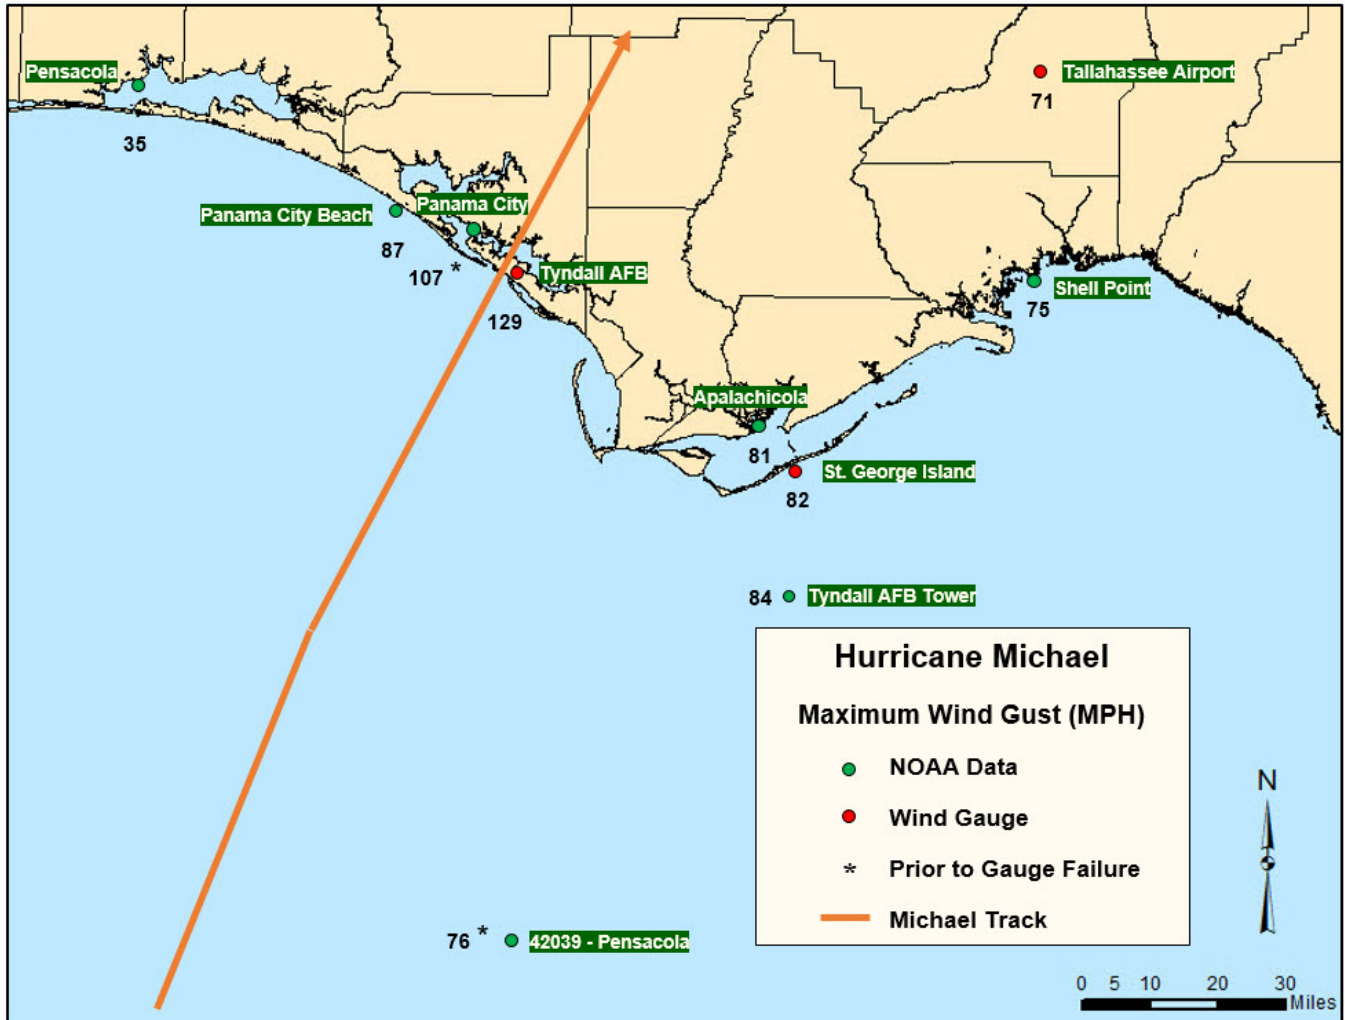 Pensacola
35
Tallahassee Airport
71
Panama City Beach
87
Panama City
107 *
Tyndall AFB
129
Shell Point
75
Apalachicola
81
St. George Island
82
84
Tyndall AFB Tower
76 *
42039 - Pensacola
Hurricane Michael
Maximum Wind Gust (MPH)
NOAA Data
Wind Gauge
* Prior to Gauge Failure
Michael Track
N
0 5 10 20 30
Miles